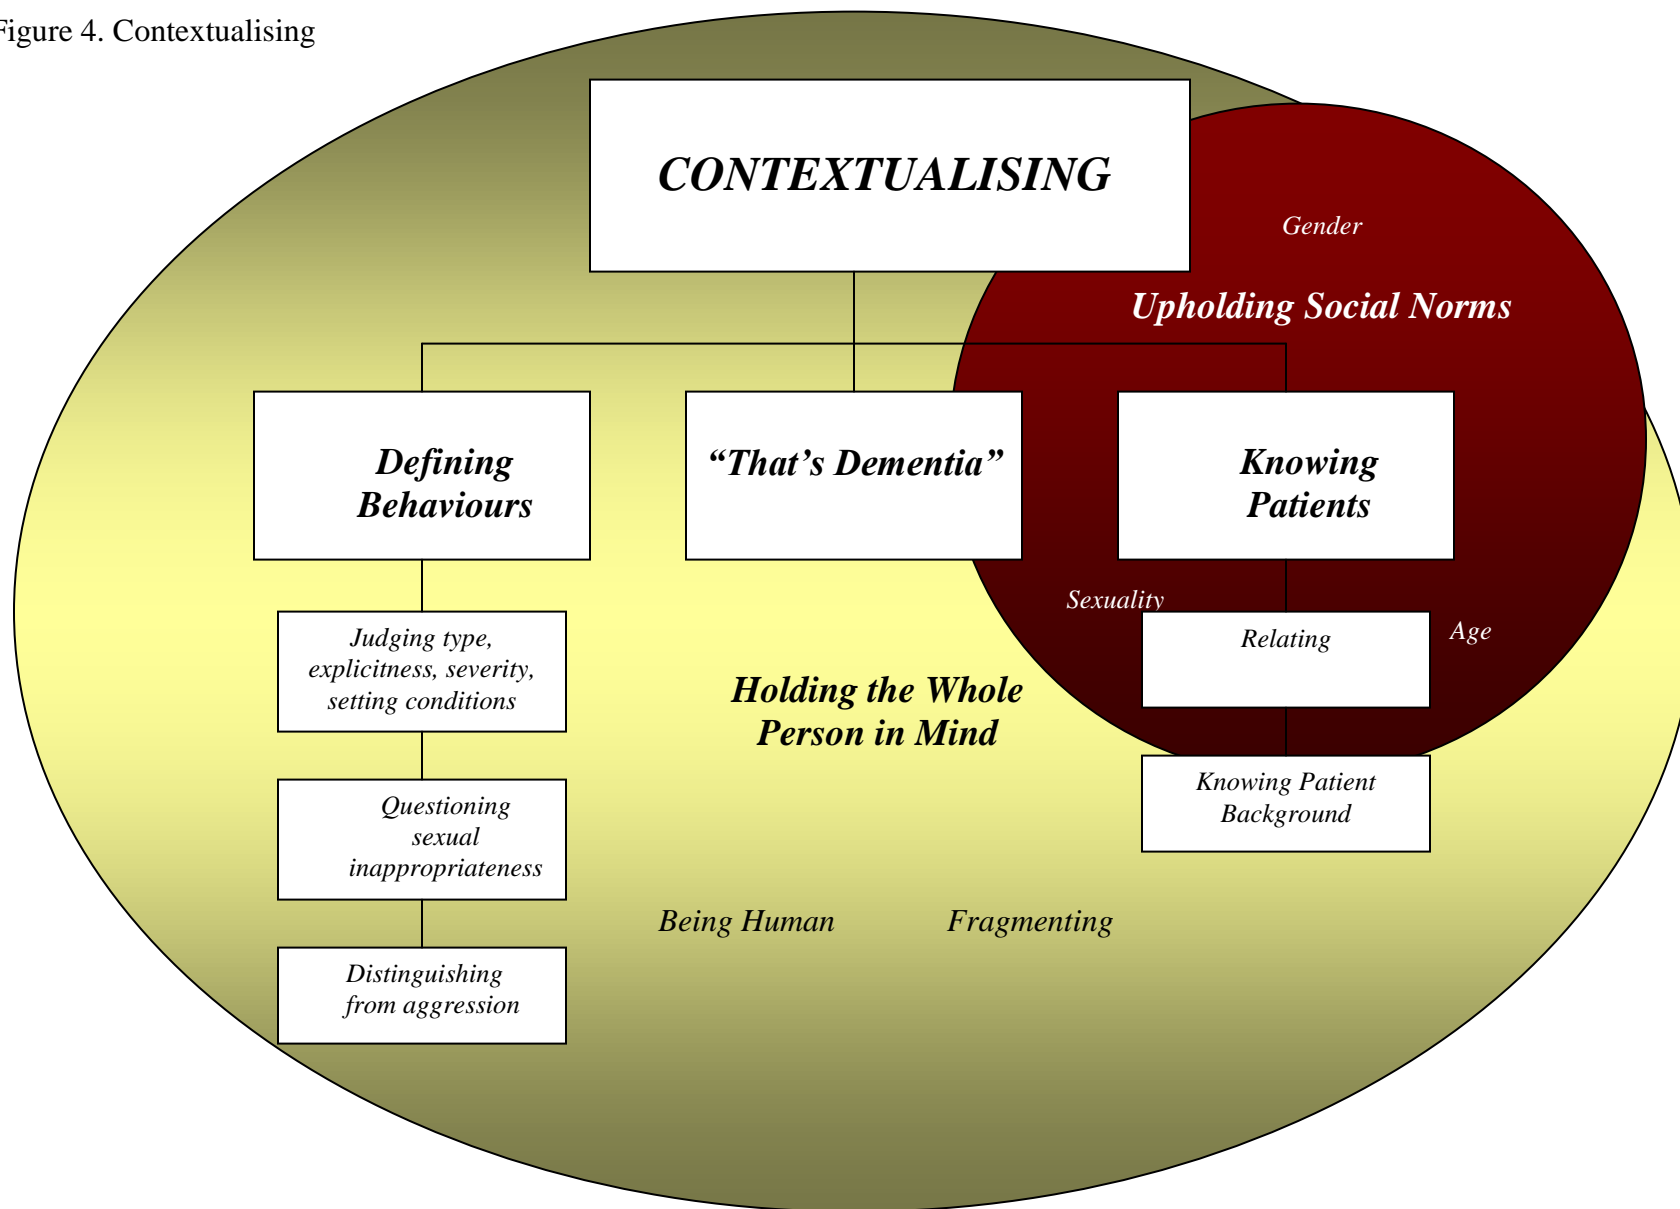 Figure 4. Contextualising
CONTEXTUALISING
Gender
Upholding Social Norms
Defining
Behaviours
“That’s Dementia”
Knowing
Patients
Sexuality
Age
Judging type,
explicitness, severity,
setting conditions
Relating
Holding the Whole
Person in Mind
Questioning
sexual
inappropriateness
Knowing Patient
Background
Being Human
Fragmenting
Distinguishing
from aggression